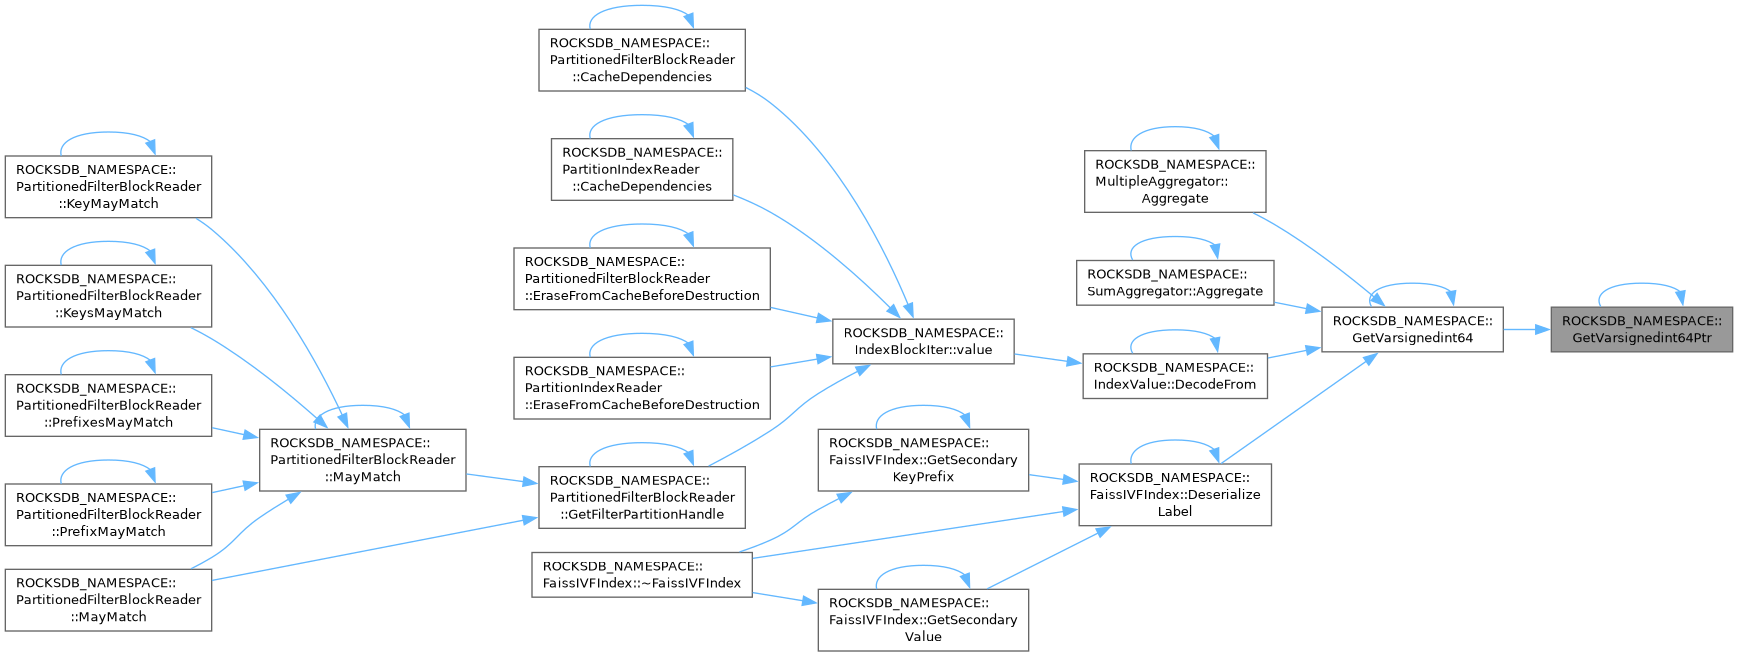 ROCKSDB_NAMESPACE::
PartitionedFilterBlockReader
::CacheDependencies
ROCKSDB_NAMESPACE::
PartitionIndexReader
::CacheDependencies
ROCKSDB_NAMESPACE::
PartitionedFilterBlockReader
::EraseFromCacheBeforeDestruction
ROCKSDB_NAMESPACE::
PartitionIndexReader
::EraseFromCacheBeforeDestruction
ROCKSDB_NAMESPACE::
PartitionedFilterBlockReader
::GetFilterPartitionHandle
ROCKSDB_NAMESPACE::
FaissIVFIndex::~FaissIVFIndex
ROCKSDB_NAMESPACE::
PartitionedFilterBlockReader
::KeyMayMatch
ROCKSDB_NAMESPACE::
PartitionedFilterBlockReader
::KeysMayMatch
ROCKSDB_NAMESPACE::
PartitionedFilterBlockReader
::PrefixesMayMatch
ROCKSDB_NAMESPACE::
PartitionedFilterBlockReader
::PrefixMayMatch
ROCKSDB_NAMESPACE::
PartitionedFilterBlockReader
::MayMatch
ROCKSDB_NAMESPACE::
PartitionedFilterBlockReader
::MayMatch
ROCKSDB_NAMESPACE::
IndexBlockIter::value
ROCKSDB_NAMESPACE::
FaissIVFIndex::GetSecondary
KeyPrefix
ROCKSDB_NAMESPACE::
FaissIVFIndex::GetSecondary
Value
ROCKSDB_NAMESPACE::
MultipleAggregator::
Aggregate
ROCKSDB_NAMESPACE::
SumAggregator::Aggregate
ROCKSDB_NAMESPACE::
IndexValue::DecodeFrom
ROCKSDB_NAMESPACE::
FaissIVFIndex::Deserialize
Label
ROCKSDB_NAMESPACE::
GetVarsignedint64
ROCKSDB_NAMESPACE::
GetVarsignedint64Ptr